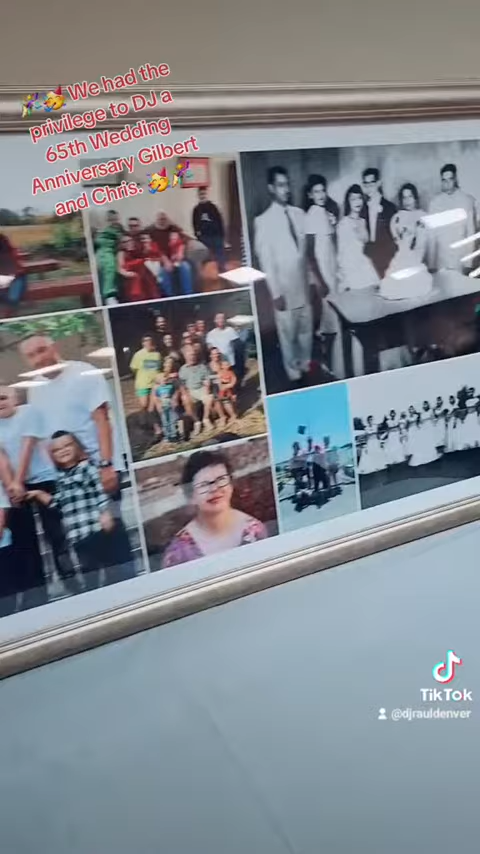 🎉🥳 We had the
privilege to DJ a
65th Wedding
Anniversary Gilbert
and Chris. 🥳🎉
TikTok
@djrauldenver